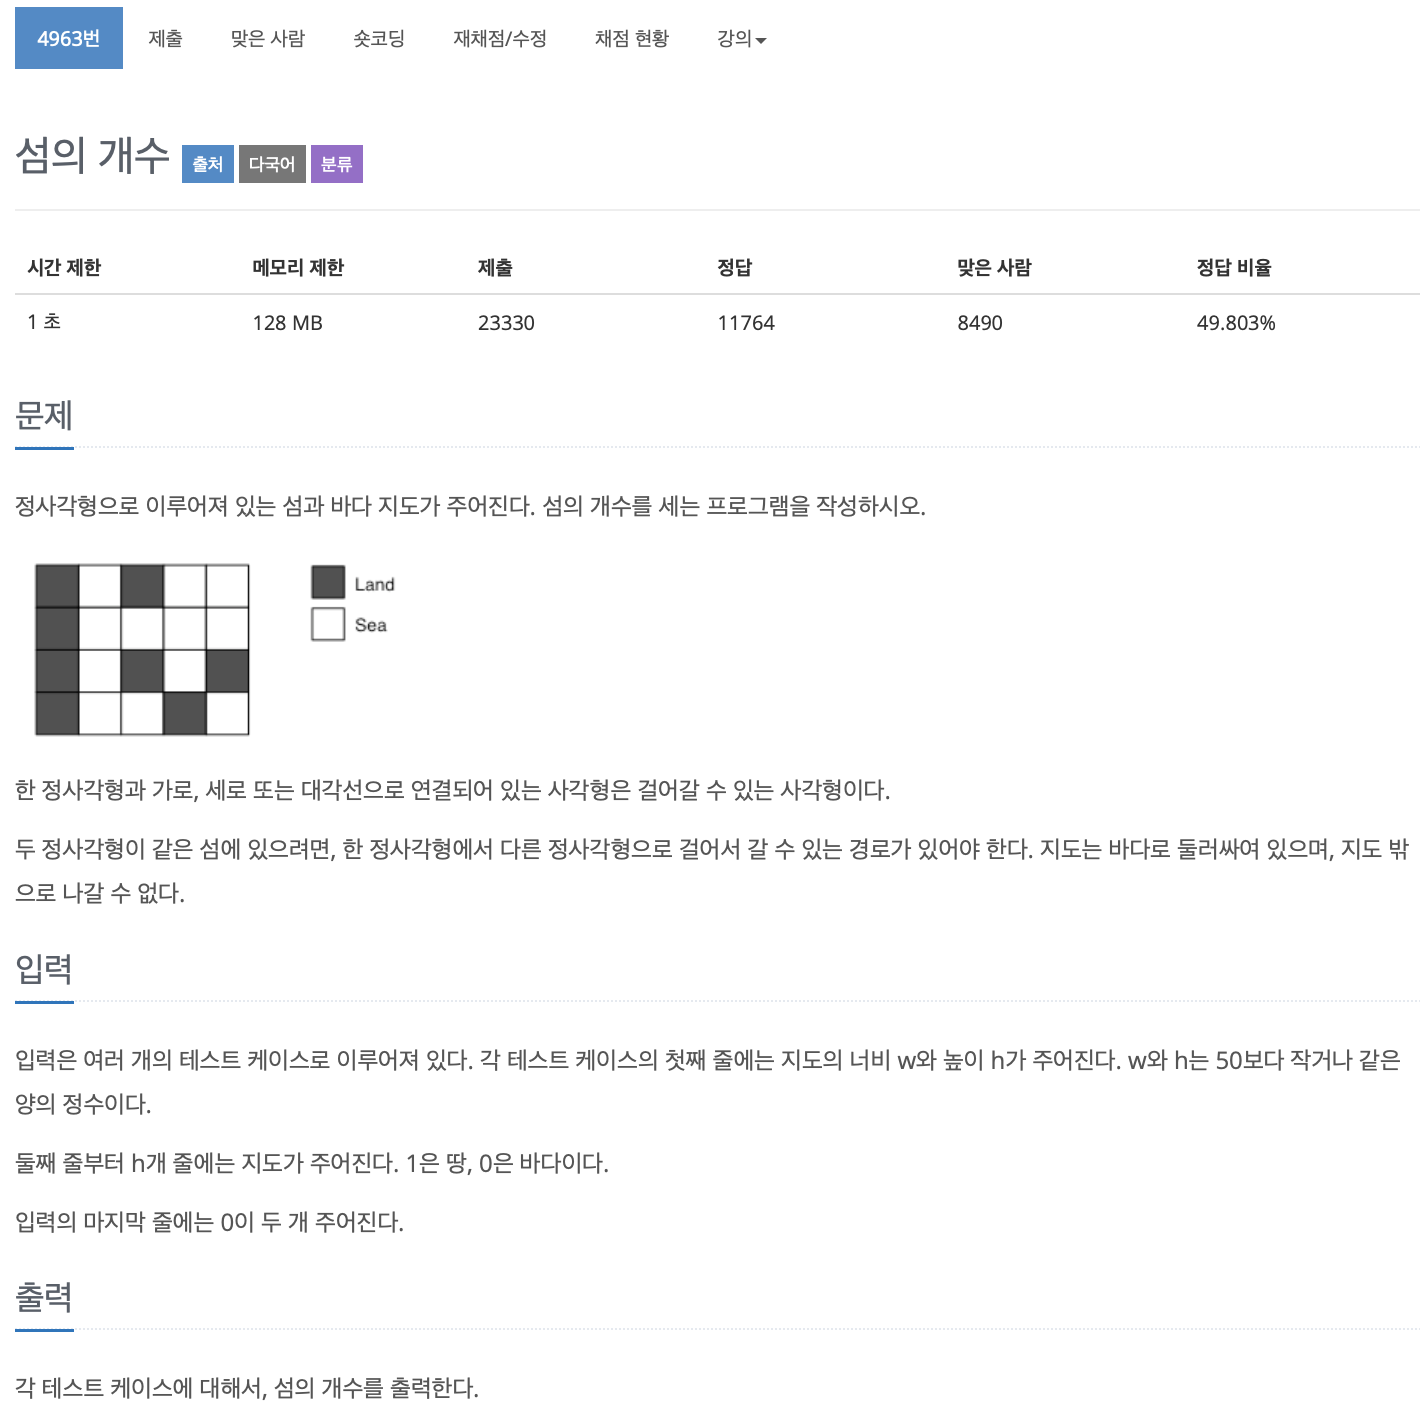 4963번 제출 맞은 사람 숏코딩 재채점/수정 채점 현황 강의
섬의 개수 출처 다국어 분류
시간 제한 메모리 제한 제출 정답 맞은 사람 정답 비율
1 초 128 MB 23330 11764 8490 49.803%
문제
정사각형으로 이루어져 있는 섬과 바다 지도가 주어진다. 섬의 개수를 세는 프로그램을 작성하시오.
Land
Sea
한 정사각형과 가로, 세로 또는 대각선으로 연결되어 있는 사각형은 걸어갈 수 있는 사각형이다.
두 정사각형이 같은 섬에 있으려면, 한 정사각형에서 다른 정사각형으로 걸어서 갈 수 있는 경로가 있어야 한다. 지도는 바다로 둘러싸여 있으며, 지도 밖
으로 나갈 수 없다.
입력
입력은 여러 개의 테스트 케이스로 이루어져 있다. 각 테스트 케이스의 첫째 줄에는 지도의 너비 w와 높이 h가 주어진다. w와 h는 50보다 작거나 같은
양의 정수이다.
둘째 줄부터 h개 줄에는 지도가 주어진다. 1은 땅, 0은 바다이다.
입력의 마지막 줄에는 0이 두 개 주어진다.
출력
각 테스트 케이스에 대해서, 섬의 개수를 출력한다.